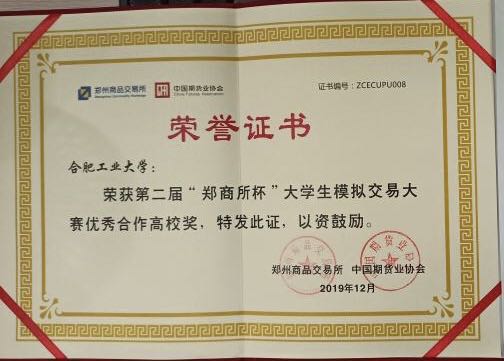 郑州商品交易所 中国期货业协会 证书编号：ZCECUPU008
Zhengzhou Commodity Exchange China Futures Association
荣誉证书
合肥工业大学：
荣获第二届“郑商所杯”大学生模拟交易大
赛优秀合作高校奖，特发此证，以资鼓励。
郑州商品交易所 中国期货业协会
2019年12月